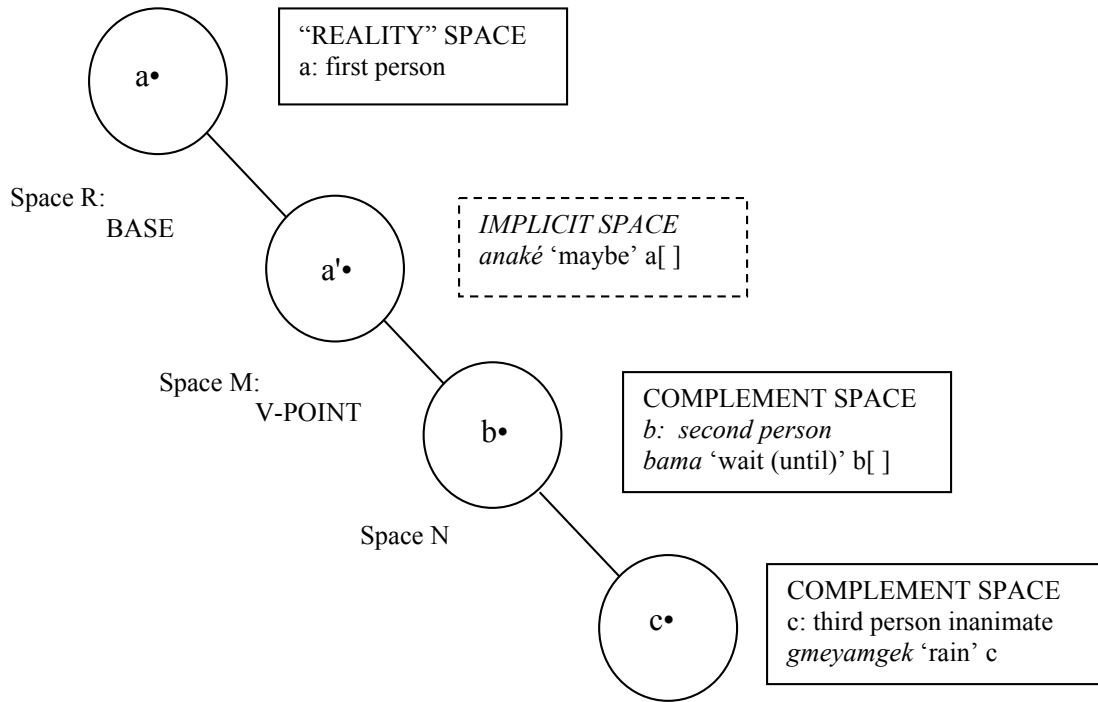 “REALITY” SPACE
a: first person
a•
Space R:
BASE
IMPLICIT SPACE
anaké ‘maybe’ a[ ]
a'•
Space M:
V-POINT
COMPLEMENT SPACE
b: second person
bama ‘wait (until)’ b[ ]
b•
Space N
COMPLEMENT SPACE
c: third person inanimate
gmeyamgek ‘rain’ c
c•